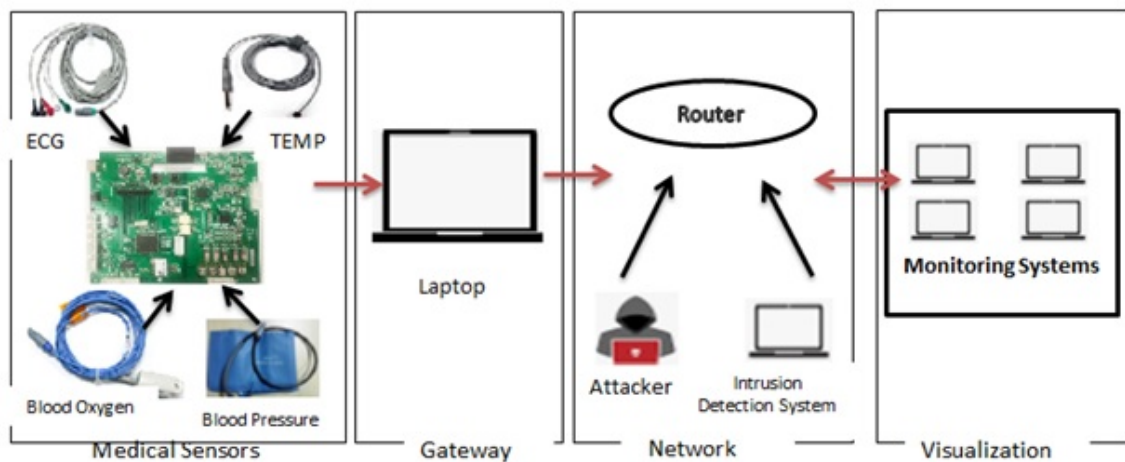 ECG
TEMP
Blood Oxygen
Blood Pressure
Medical Sensors
Laptop
Gateway
Router
Attacker
Intrusion
Detection System
Network
Monitoring Systems
Visualization